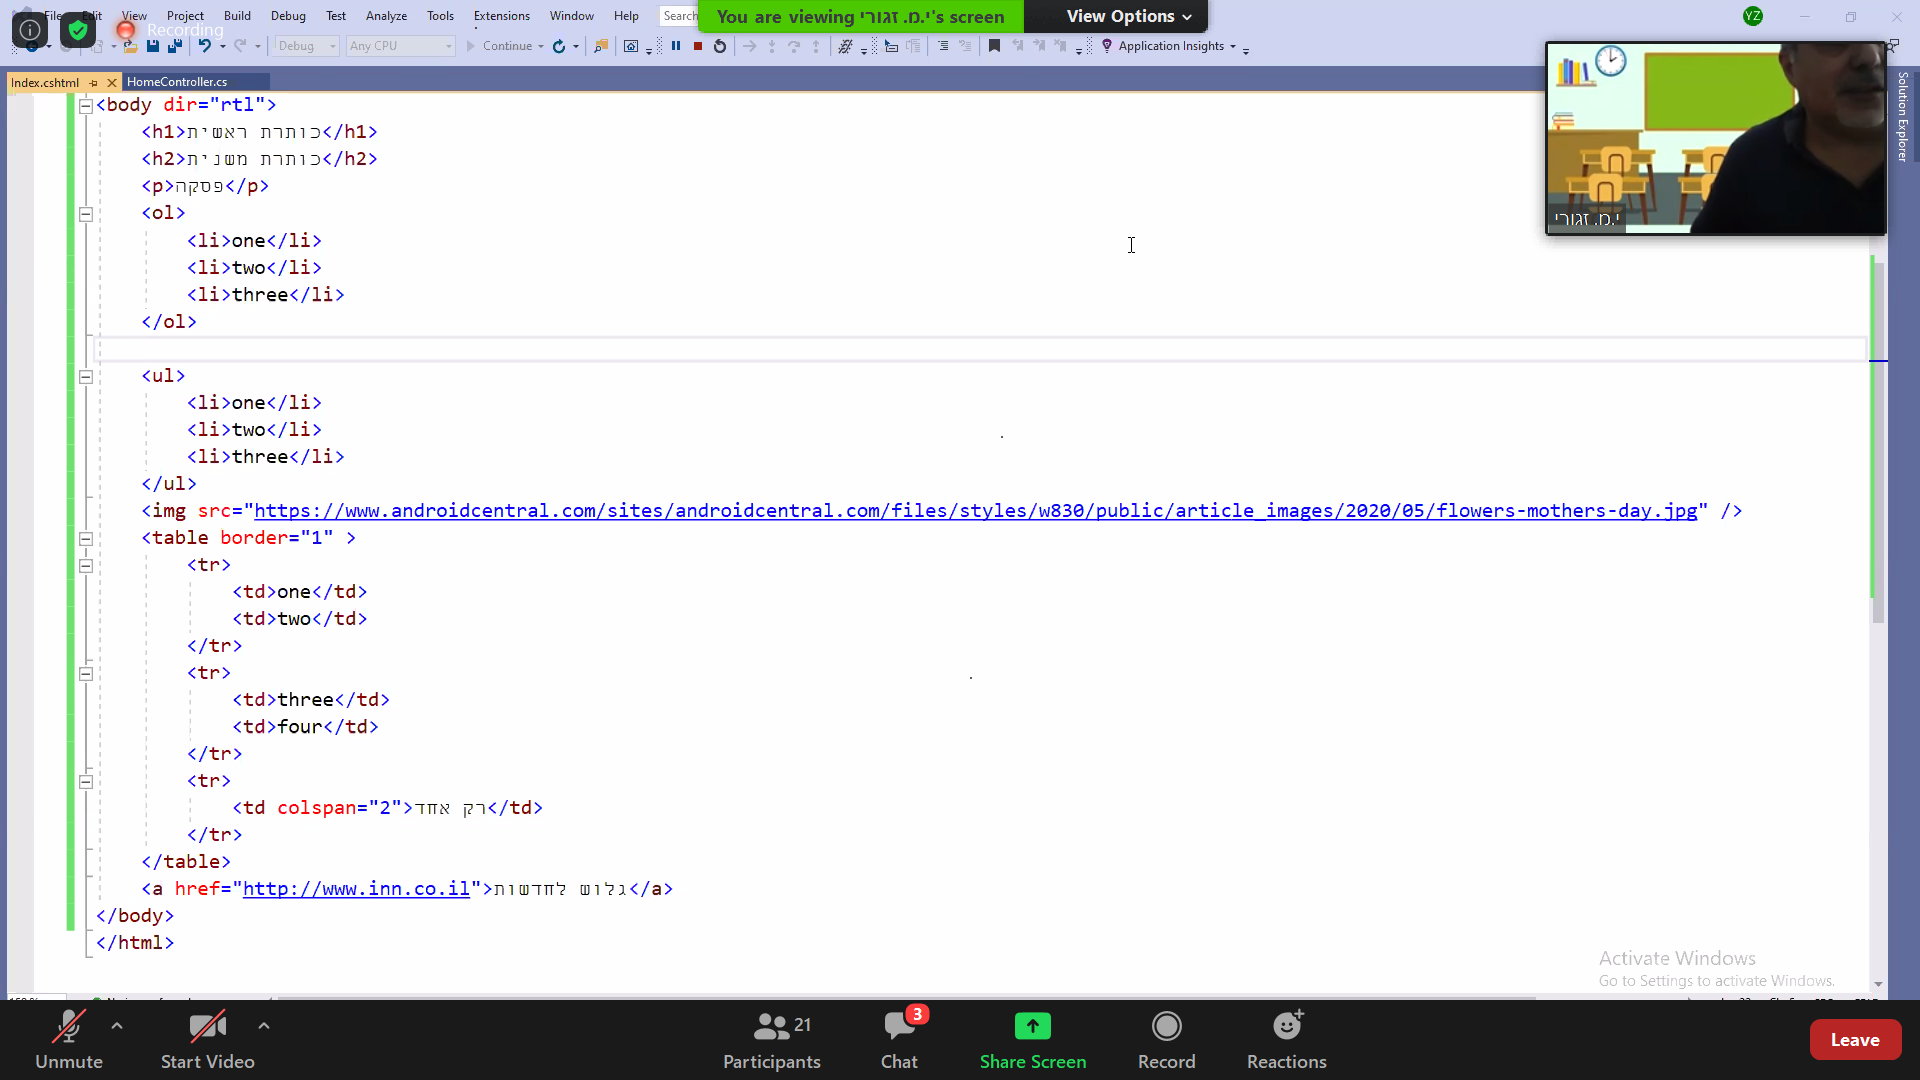 File Edit View Project Build Debug Test Analyze Tools Extensions Window Help Search
You are viewing י.מ. זגורי's screen View Options
YZ
Recording
Debug Any CPU Continue Application Insights
Index.cshtml HomeController.cs
Solution Explorer
<body dir="rtl">
<h1>כותרת ראשית</h1>
<h2>כותרת משנית</h2>
<p>פסקה</p>
<ol>
<li>one</li>
<li>two</li>
<li>three</li>
</ol>
<ul>
<li>one</li>
<li>two</li>
<li>three</li>
</ul>
<img src="https://www.androidcentral.com/sites/androidcentral.com/files/styles/w830/public/article_images/2020/05/flowers-mothers-day.jpg" />
<table border="1" >
<tr>
<td>one</td>
<td>two</td>
</tr>
<tr>
<td>three</td>
<td>four</td>
</tr>
<tr>
<td colspan="2">רק אחד</td>
</tr>
</table>
<a href="http://www.inn.co.il">גלוש לחדשות</a>
</body>
</html>
י.מ. זגורי
Activate Windows
Go to Settings to activate Windows.
Unmute
Start Video
21
Participants
3
Chat
Share Screen
Record
Reactions
Leave